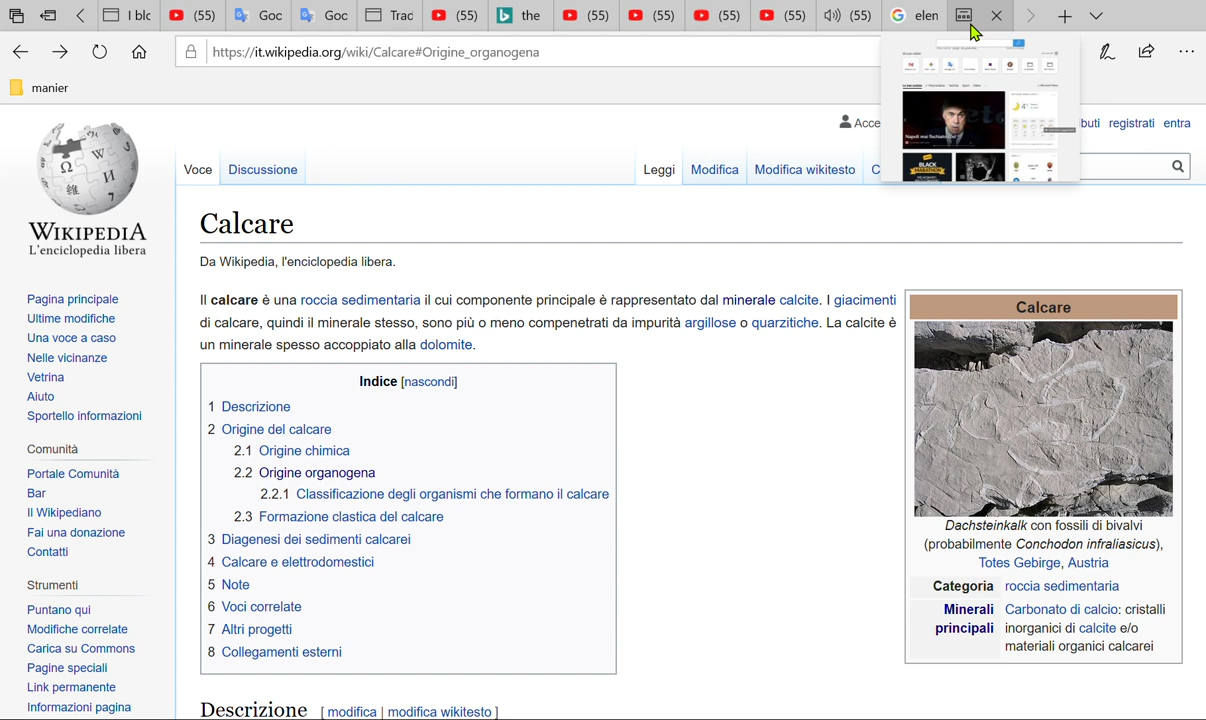 I blc (55) Goc Goc Trac (55) the (55) (55) (55) (55) (55) elen
https://it.wikipedia.org/wiki/Calcare#Origine_organogena
manier
Napoli mai fischiato
4°
BLACK
MARATHON
Acce
buti registrati entra
Voce Discussione Leggi Modifica Modifica wikitesto C
WIKIPEDIA
L'enciclopedia libera
Pagina principale
Ultime modifiche
Una voce a caso
Nelle vicinanze
Vetrina
Aiuto
Sportello informazioni
Comunità
Portale Comunità
Bar
Il Wikipediano
Fai una donazione
Contatti
Strumenti
Puntano qui
Modifiche correlate
Carica su Commons
Pagine speciali
Link permanente
Informazioni pagina
Calcare
Da Wikipedia, l'enciclopedia libera.
Il calcare è una roccia sedimentaria il cui componente principale è rappresentato dal minerale calcite. I giacimenti
di calcare, quindi il minerale stesso, sono più o meno compenetrati da impurità argillose o quarzitiche. La calcite è
un minerale spesso accoppiato alla dolomite.
Indice [nascondi]
1 Descrizione
2 Origine del calcare
2.1 Origine chimica
2.2 Origine organogena
2.2.1 Classificazione degli organismi che formano il calcare
2.3 Formazione clastica del calcare
3 Diagenesi dei sedimenti calcarei
4 Calcare e elettrodomestici
5 Note
6 Voci correlate
7 Altri progetti
8 Collegamenti esterni
Descrizione [ modifica | modifica wikitesto ]
Calcare
Dachsteinkalk con fossili di bivalvi
(probabilmente Conchodon infraliasicus),
Totes Gebirge, Austria
Categoria roccia sedimentaria
Minerali principali Carbonato di calcio: cristalli
inorganici di calcite e/o
materiali organici calcarei